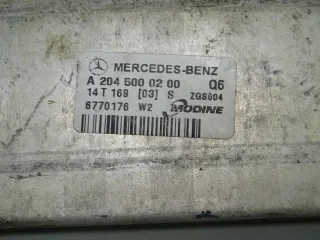 MERCEDES-BENZ
A 204 500 02 00 Q6
14 T 169 [03] S ZGS004
6770176 W2 MODINE